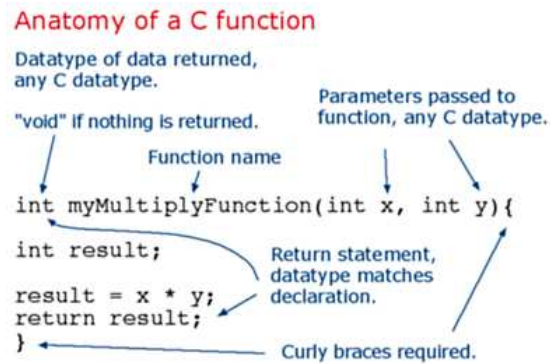 Anatomy of a C function
Datatype of data returned,
any C datatype.
"void" if nothing is returned.
Parameters passed to
function, any C datatype.
Function name
int myMultiplyFunction(int x, int y){
int result;
Return statement,
datatype matches
declaration.
result = x * y;
return result;
}
Curly braces required.